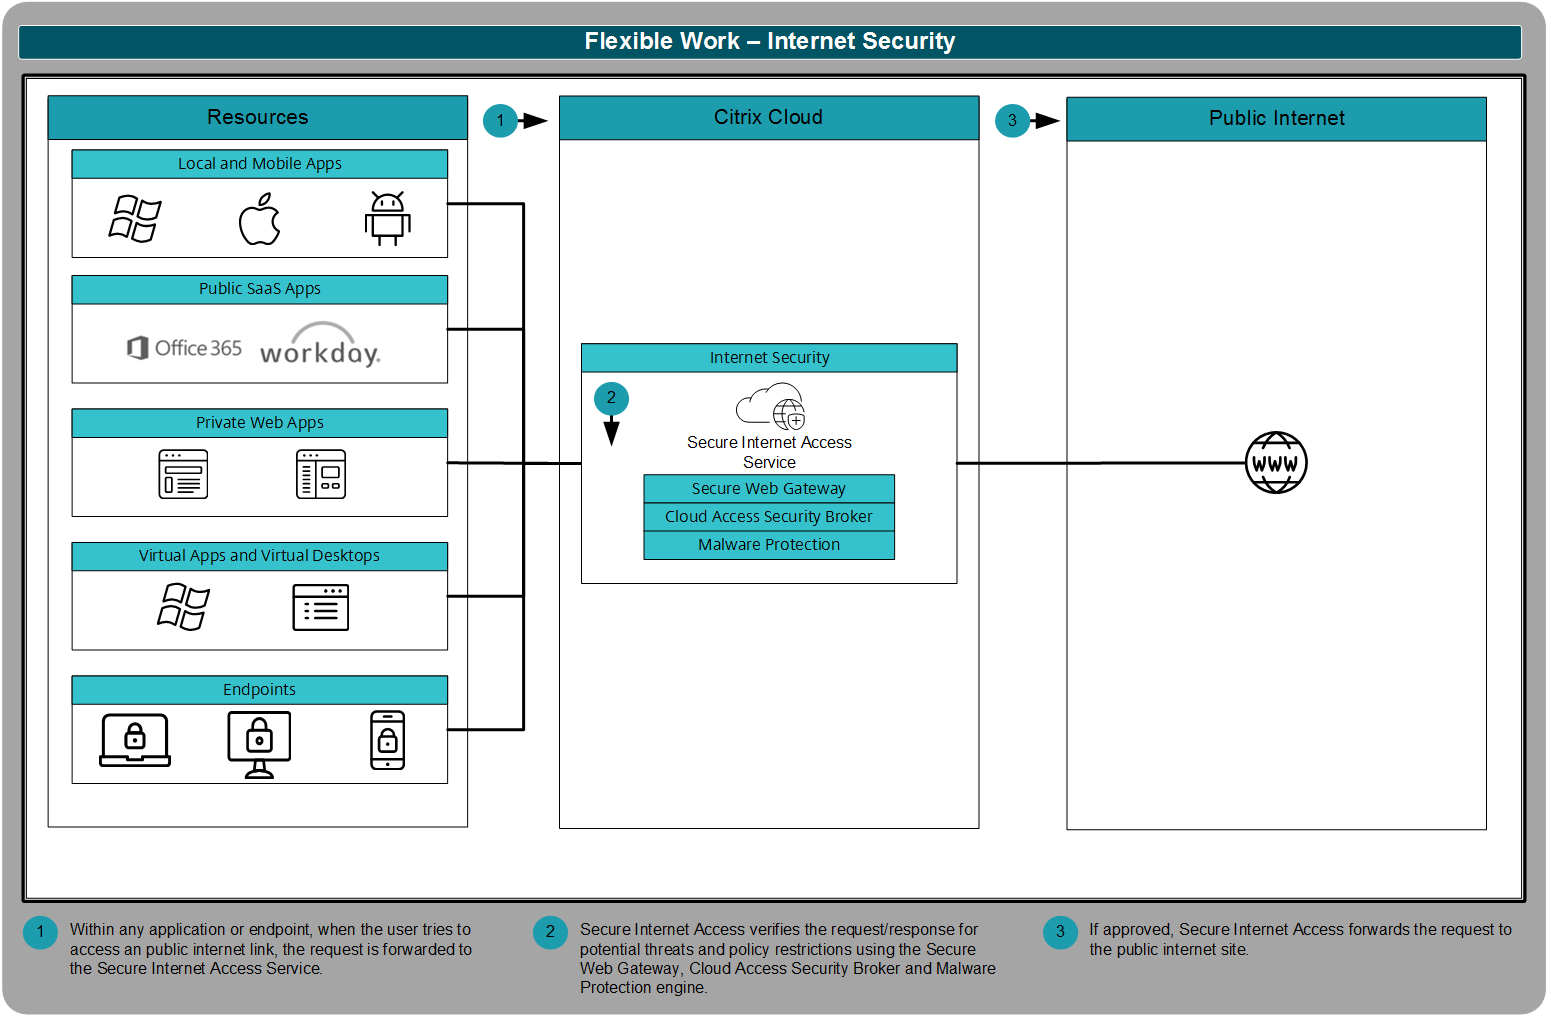 Flexible Work – Internet Security
Resources
1
Citrix Cloud
3
Public Internet
Local and Mobile Apps
Public SaaS Apps
Office 365
workday.
Private Web Apps
Virtual Apps and Virtual Desktops
Endpoints
Internet Security
2
Secure Internet Access
Service
Secure Web Gateway
Cloud Access Security Broker
Malware Protection
WWW
1
Within any application or endpoint, when the user tries to
access an public internet link, the request is forwarded to
the Secure Internet Access Service.
2
Secure Internet Access verifies the request/response for
potential threats and policy restrictions using the Secure
Web Gateway, Cloud Access Security Broker and Malware
Protection engine.
3
If approved, Secure Internet Access forwards the request to
the public internet site.